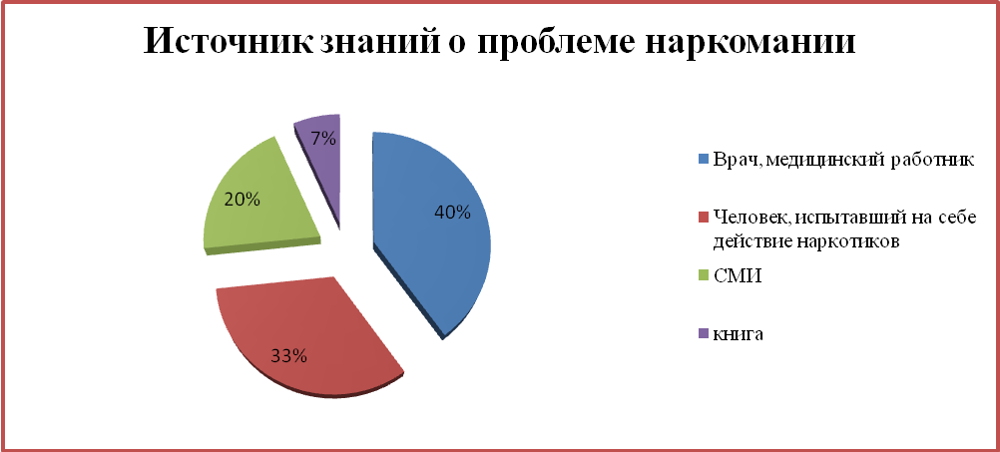 Источник знаний о проблеме наркомании
7%
20%
40%
33%
Врач, медицинский работник
Человек, испытавший на себе
действие наркотиков
СМИ
книга